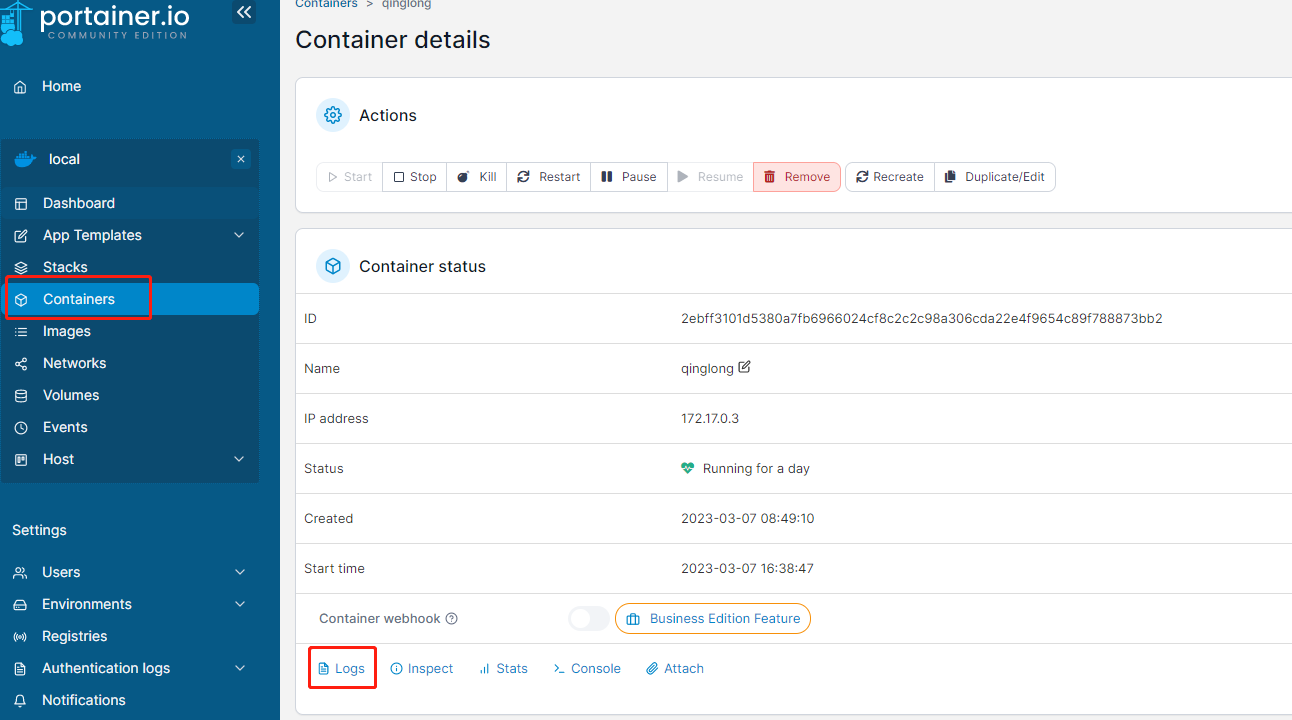 portainer.io
COMMUNITY EDITION
Home
local
Dashboard
App Templates
Stacks
Containers
Images
Networks
Volumes
Events
Host
Settings
Users
Environments
Registries
Authentication logs
Notifications
Containers > qinglong
Container details
Actions
Start Stop Kill Restart Pause Resume Remove Recreate Duplicate/Edit
Container status
ID 2ebff3101d5380a7fb6966024cf8c2c2c98a306cda22e4f9654c89f788873bb2
Name qinglong
IP address 172.17.0.3
Status Running for a day
Created 2023-03-07 08:49:10
Start time 2023-03-07 16:38:47
Container webhook Business Edition Feature
Logs Inspect Stats Console Attach